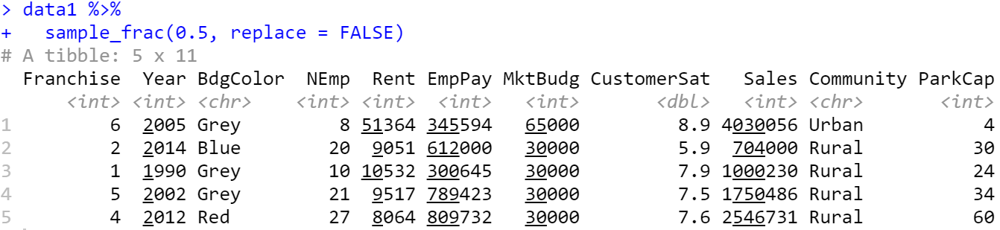 > data1 %>%
+   sample_frac(0.5, replace = FALSE)
# A tibble: 5 x 11
  Franchise  Year BdgColor  NEmp  Rent EmpPay MktBudg CustomerSat   Sales Community ParkCap
      <int> <int> <chr>    <int> <int>  <int>   <int>       <dbl>   <int> <chr>       <int>
1         6  2005 Grey         8 51364 345594   65000         8.9 4030056 Urban           4
2         2  2014 Blue        20  9051 612000   30000         5.9  704000 Rural          30
3         1  1990 Grey        10 10532 300645   30000         7.9 1000230 Rural          24
4         5  2002 Grey        21  9517 789423   30000         7.5 1750486 Rural          34
5         4  2012 Red         27  8064 809732   30000         7.6 2546731 Rural          60